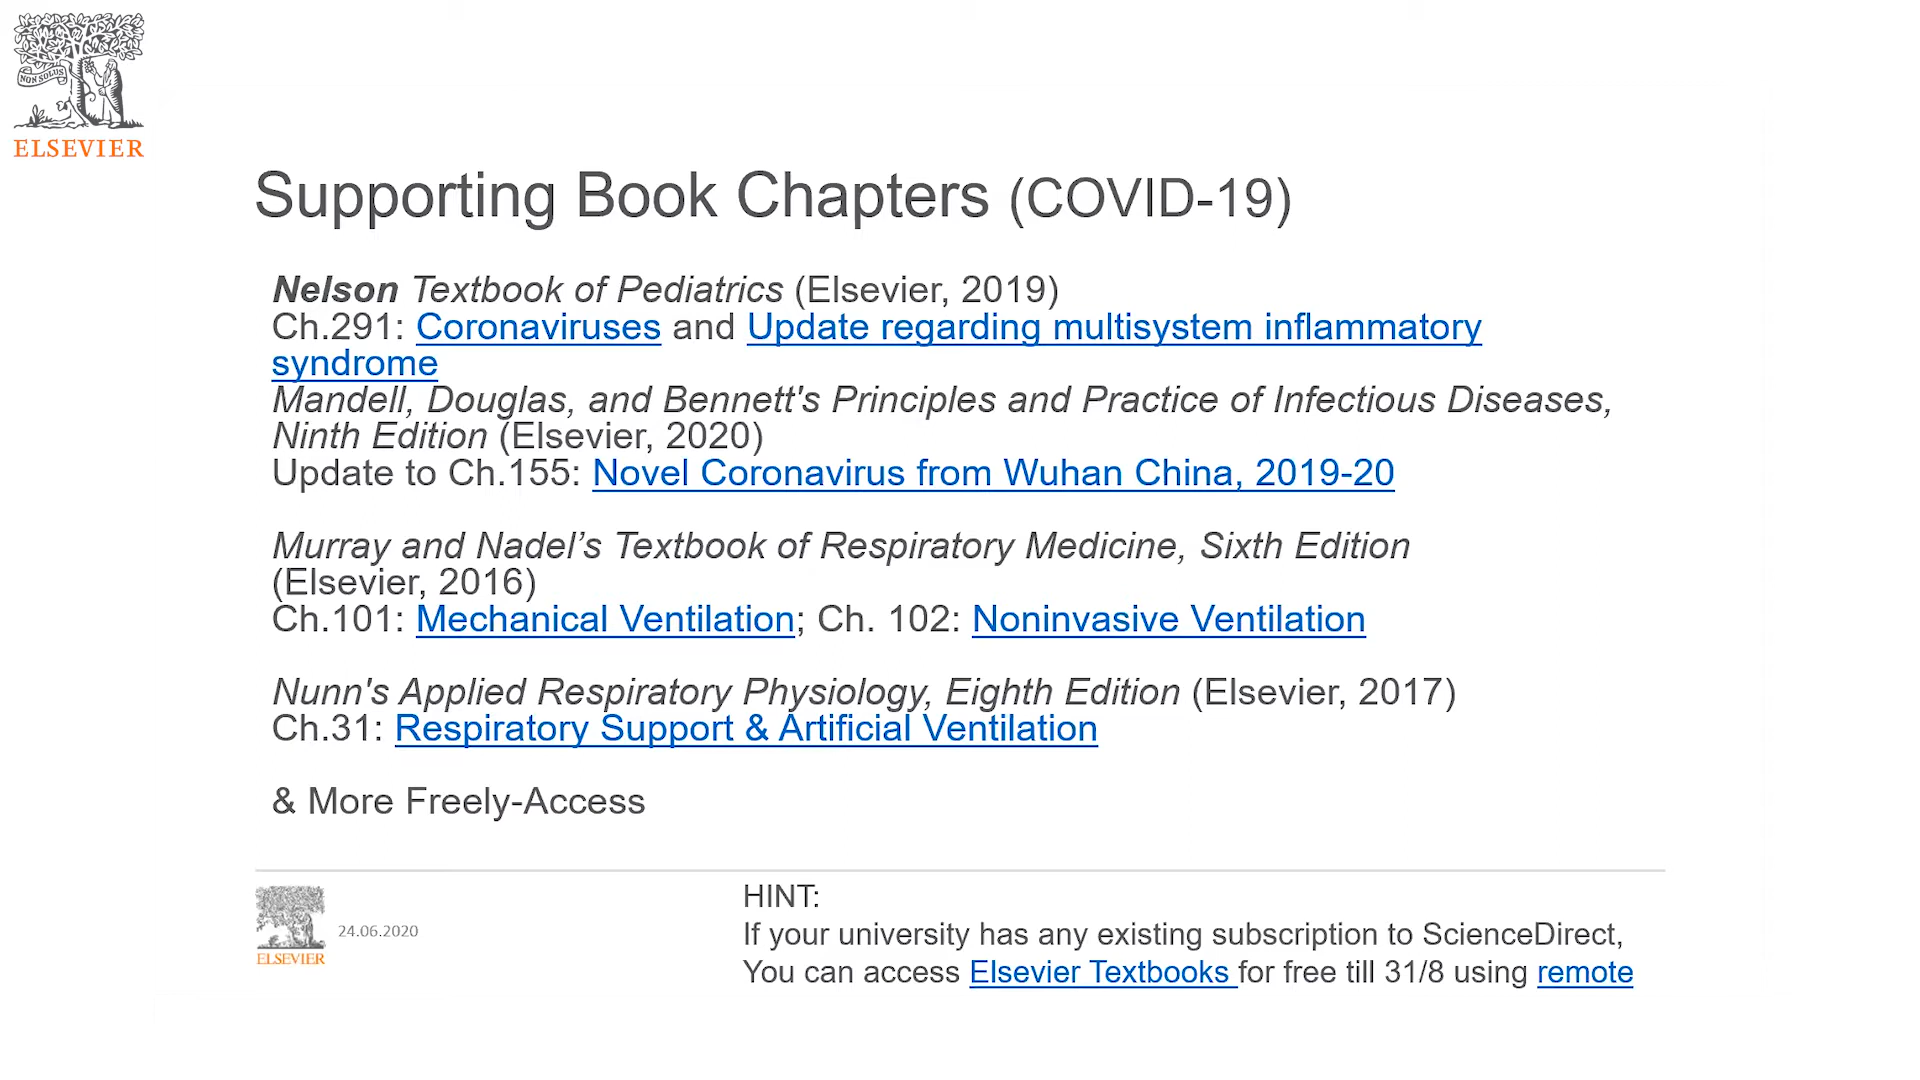 NON SOLUS
ELSEVIER
Supporting Book Chapters (COVID-19)
Nelson Textbook of Pediatrics (Elsevier, 2019)
Ch.291: Coronaviruses and Update regarding multisystem inflammatory
syndrome
Mandell, Douglas, and Bennett's Principles and Practice of Infectious Diseases,
Ninth Edition (Elsevier, 2020)
Update to Ch.155: Novel Coronavirus from Wuhan China, 2019-20
Murray and Nadel’s Textbook of Respiratory Medicine, Sixth Edition
(Elsevier, 2016)
Ch.101: Mechanical Ventilation; Ch. 102: Noninvasive Ventilation
Nunn's Applied Respiratory Physiology, Eighth Edition (Elsevier, 2017)
Ch.31: Respiratory Support & Artificial Ventilation
& More Freely-Access
ELSEVIER
24.06.2020
HINT:
If your university has any existing subscription to ScienceDirect,
You can access Elsevier Textbooks for free till 31/8 using remote